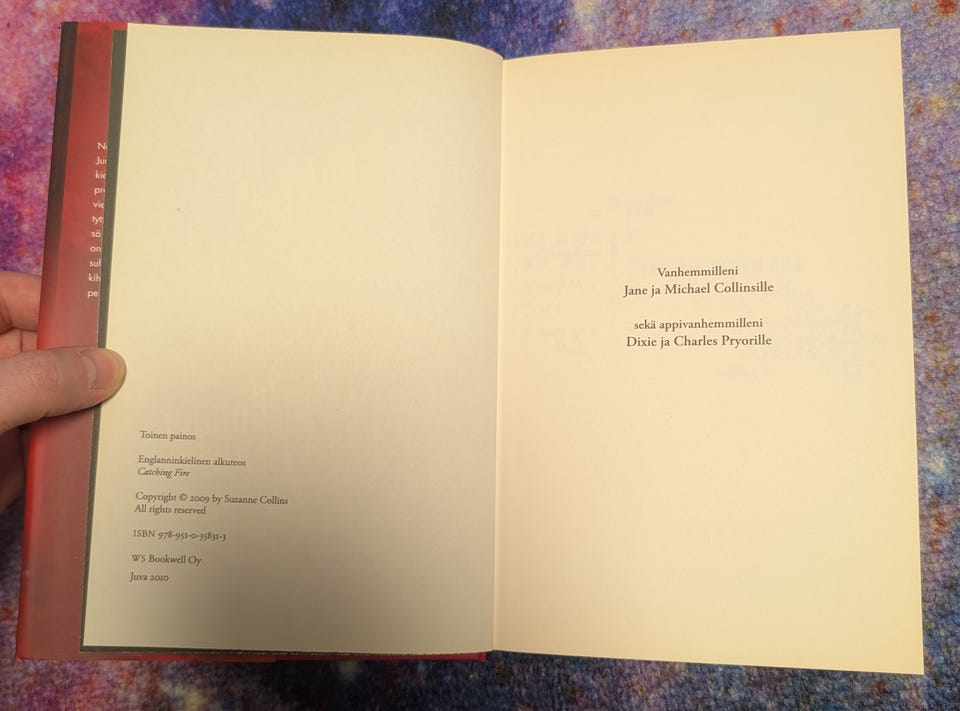 Toinen painos
Englanninkielinen alkuteos
Catching Fire
Copyright © 2009 by Suzanne Collins
All rights reserved
ISBN 978-951-0-35831-3
WS Bookwell Oy
Juva 2010
Vanhemmilleni
Jane ja Michael Collinsille
sekä appivanhemmilleni
Dixie ja Charles Pryorille